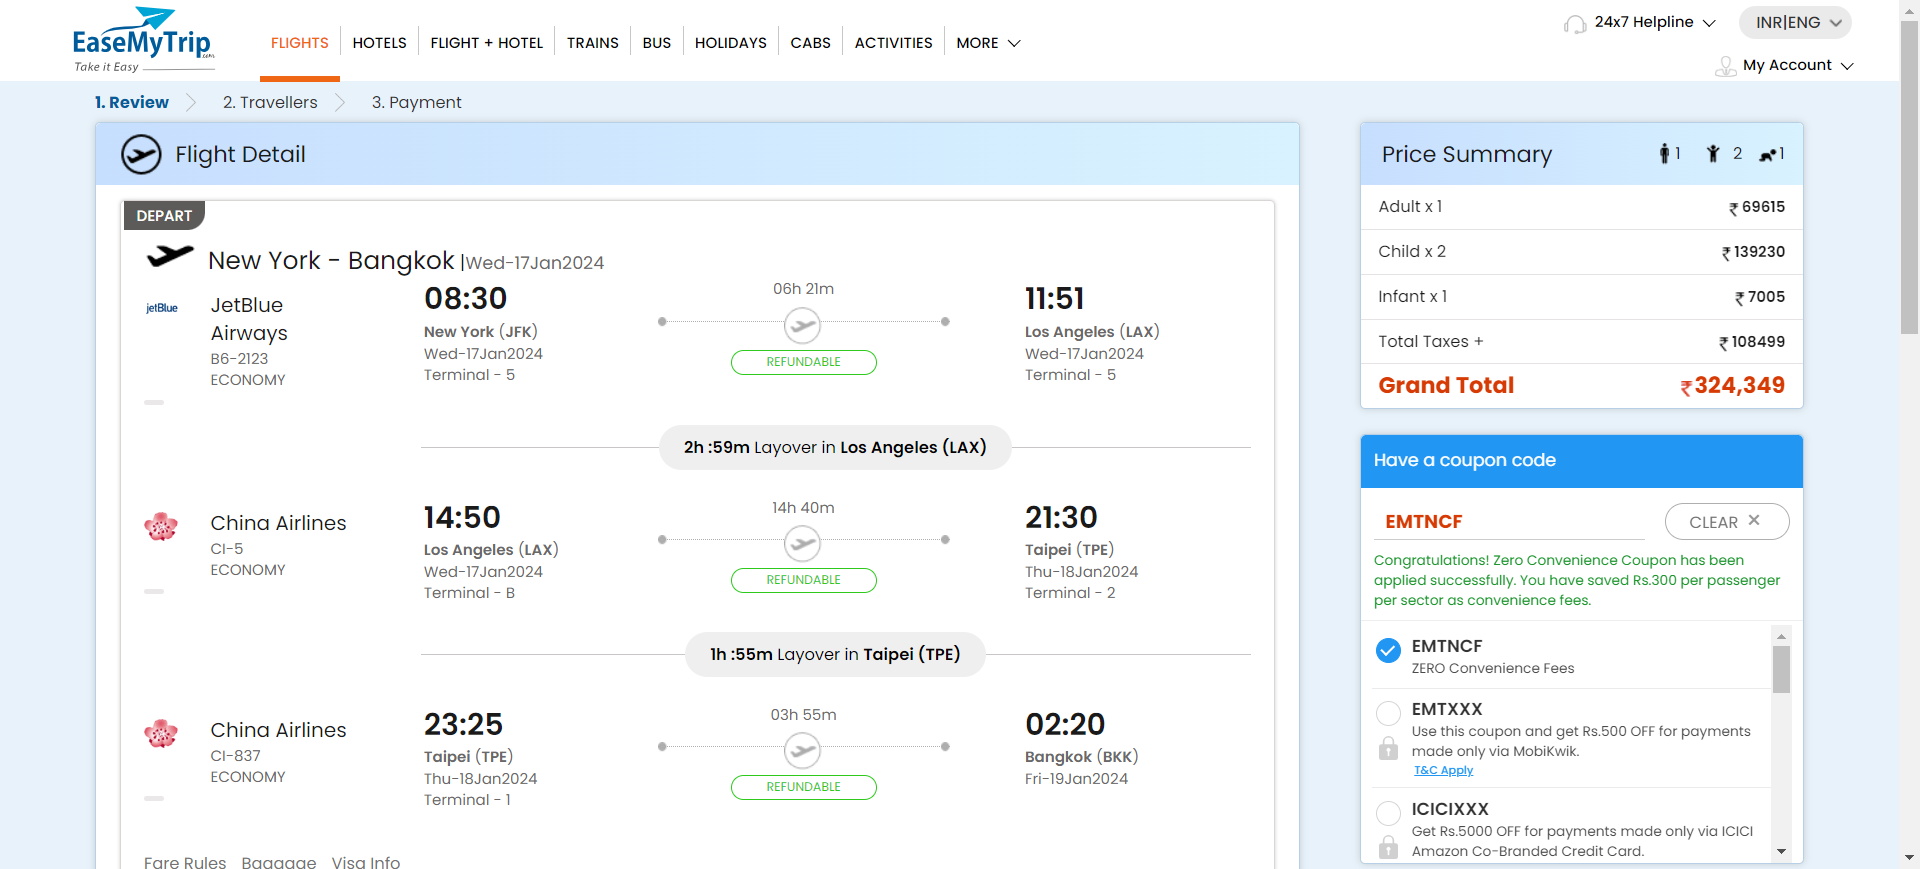 EaseMyTrip.com
Take it Easy
FLIGHTS
HOTELS
FLIGHT + HOTEL
TRAINS
BUS
HOLIDAYS
CABS
ACTIVITIES
MORE
24x7 Helpline
INR|ENG
My Account
1. Review
2. Travellers
3. Payment
Flight Detail
DEPART
New York - Bangkok |Wed-17Jan2024
jetBlue
JetBlue Airways
B6-2123
ECONOMY
08:30
New York (JFK)
Wed-17Jan2024
Terminal - 5
06h 21m
REFUNDABLE
11:51
Los Angeles (LAX)
Wed-17Jan2024
Terminal - 5
2h :59m Layover in Los Angeles (LAX)
China Airlines
CI-5
ECONOMY
14:50
Los Angeles (LAX)
Wed-17Jan2024
Terminal - B
14h 40m
REFUNDABLE
21:30
Taipei (TPE)
Thu-18Jan2024
Terminal - 2
1h :55m Layover in Taipei (TPE)
China Airlines
CI-837
ECONOMY
23:25
Taipei (TPE)
Thu-18Jan2024
Terminal - 1
03h 55m
REFUNDABLE
02:20
Bangkok (BKK)
Fri-19Jan2024
Fare Rules Baggage Visa Info
Price Summary 1 2 1
Adult x 1 ₹ 69615
Child x 2 ₹ 139230
Infant x 1 ₹ 7005
Total Taxes + ₹ 108499
Grand Total ₹ 324,349
Have a coupon code
EMTNCF
CLEAR ×
Congratulations! Zero Convenience Coupon has been
applied successfully. You have saved Rs.300 per passenger
per sector as convenience fees.
EMTNCF
ZERO Convenience Fees
EMTXXX
Use this coupon and get Rs.500 OFF for payments
made only via MobiKwik.
T&C Apply
ICICIXXX
Get Rs.5000 OFF for payments made only via ICICI
Amazon Co-Branded Credit Card.